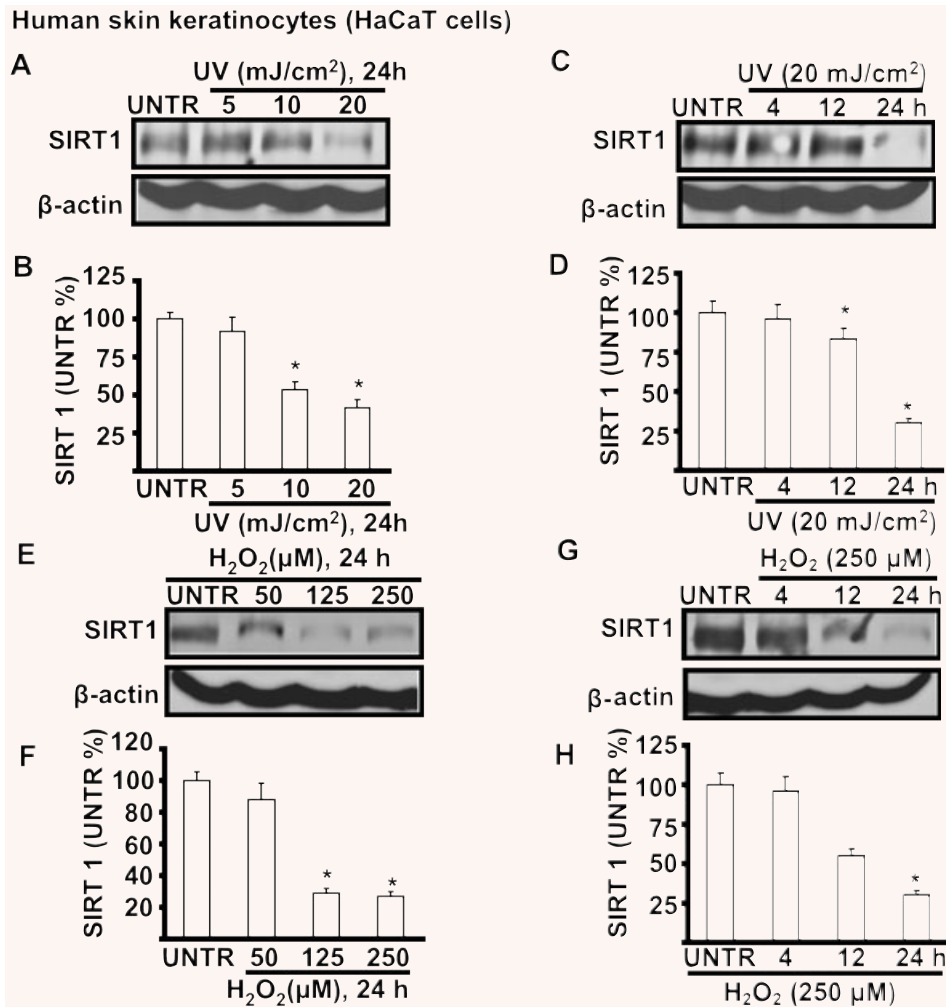 Human skin keratinocytes (HaCaT cells)
A
UV (mJ/cm²), 24h
UNTR 5 10 20
SIRT1
β-actin
B
SIRT 1 (UNTR %)
125
100
75
50
25
* *
UNTR 5 10 20
UV (mJ/cm²), 24h
C
UV (20 mJ/cm²)
UNTR 4 12 24 h
SIRT1
β-actin
D
SIRT 1 (UNTR %)
125
100
75
50
25
* *
UNTR 4 12 24 h
UV (20 mJ/cm²)
E
H₂O₂(µM), 24 h
UNTR 50 125 250
SIRT1
β-actin
F
SIRT 1 (UNTR %)
120
100
80
60
40
20
* *
UNTR 50 125 250
H₂O₂(µM), 24 h
G
H₂O₂ (250 µM)
UNTR 4 12 24 h
SIRT1
β-actin
H
SIRT 1 (UNTR %)
125
100
75
50
25
*
UNTR 4 12 24 h
H₂O₂ (250 µM)